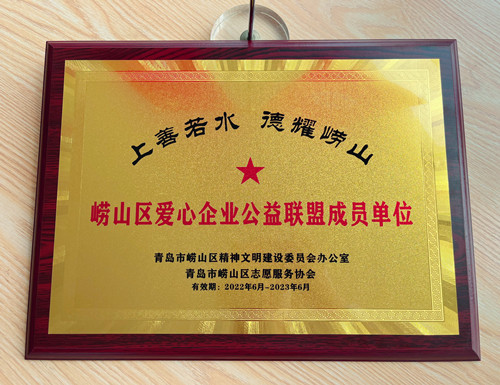 上善若水 德耀崂山
崂山区爱心企业公益联盟成员单位
青岛市崂山区精神文明建设委员会办公室
青岛市崂山区志愿服务协会
有效期：2022年6月-2023年6月